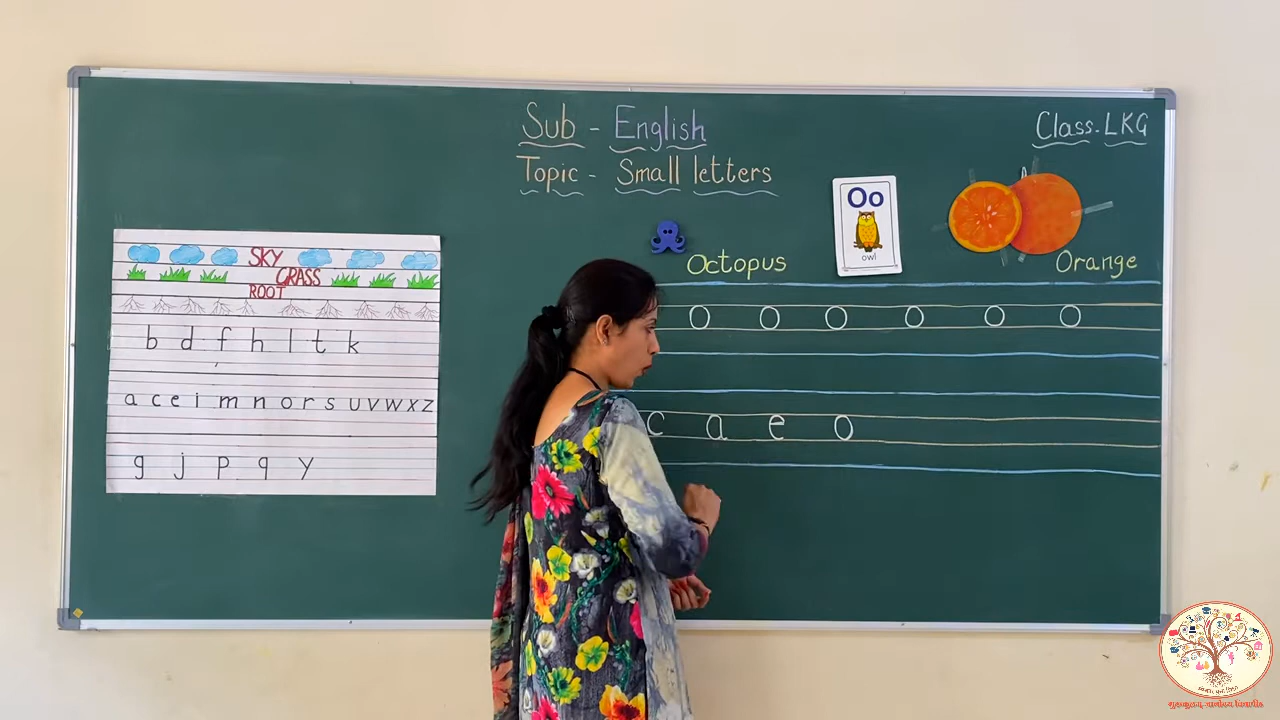 Sub - English
Topic - Small letters
Class. LKG
SKY
GRASS
ROOT
b d f h l t k
a c e i m n o r s u v w x z
g j p q y
Octopus
Oo
owl
Orange
o o o o o o
c a e o